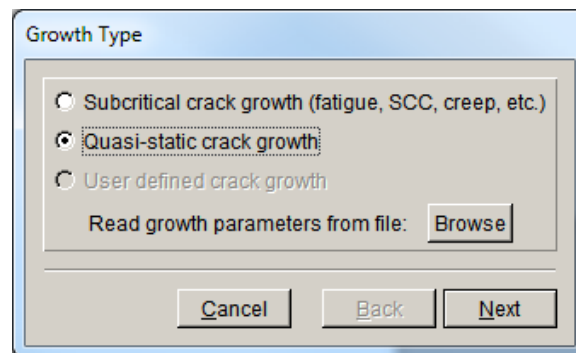 Growth Type
Subcritical crack growth (fatigue, SCC, creep, etc.)
Quasi-static crack growth
User defined crack growth
Read growth parameters from file: Browse
Cancel Back Next